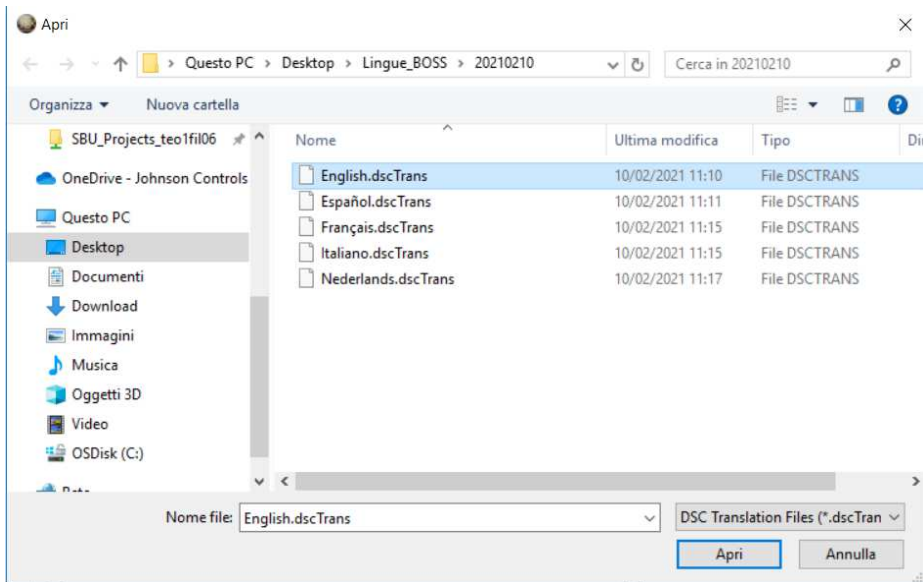 Apri
Questo PC > Desktop > Lingue_BOSS > 20210210
Cerca in 20210210
Organizza
Nuova cartella
SBU_Projects_teo1fil06
OneDrive - Johnson Controls
Questo PC
Desktop
Documenti
Download
Immagini
Musica
Oggetti 3D
Video
OSDisk (C:)
Nome Ultima modifica Tipo Di
English.dscTrans 10/02/2021 11:10 File DSCTRANS
Español.dscTrans 10/02/2021 11:11 File DSCTRANS
Français.dscTrans 10/02/2021 11:15 File DSCTRANS
Italiano.dscTrans 10/02/2021 11:15 File DSCTRANS
Nederlands.dscTrans 10/02/2021 11:17 File DSCTRANS
Nome file: English.dscTrans
DSC Translation Files (*.dscTran
Apri Annulla